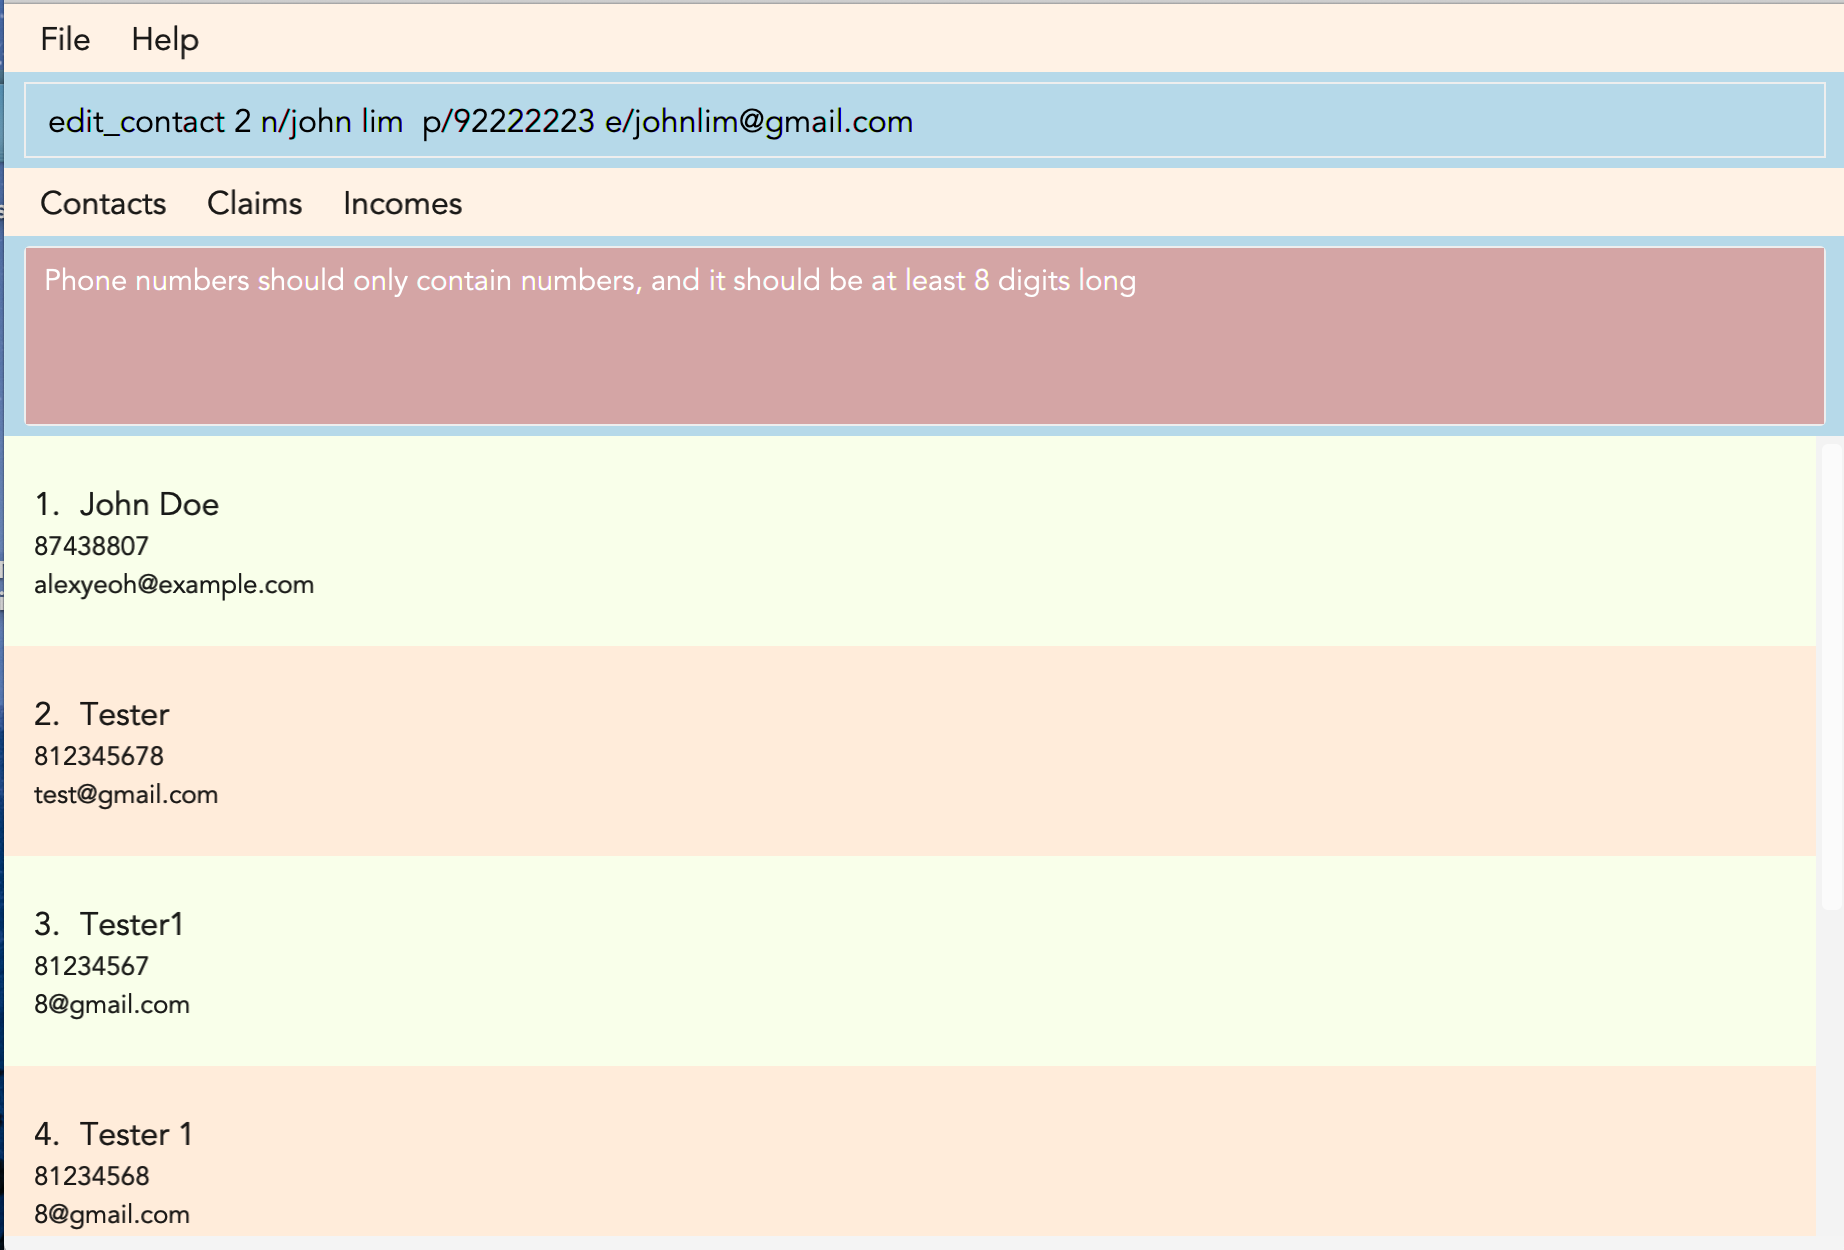 File Help
edit_contact 2 n/john lim  p/92222223 e/johnlim@gmail.com
Contacts Claims Incomes
Phone numbers should only contain numbers, and it should be at least 8 digits long
1. John Doe
87438807
alexyeoh@example.com
2. Tester
812345678
test@gmail.com
3. Tester1
81234567
8@gmail.com
4. Tester 1
81234568
8@gmail.com